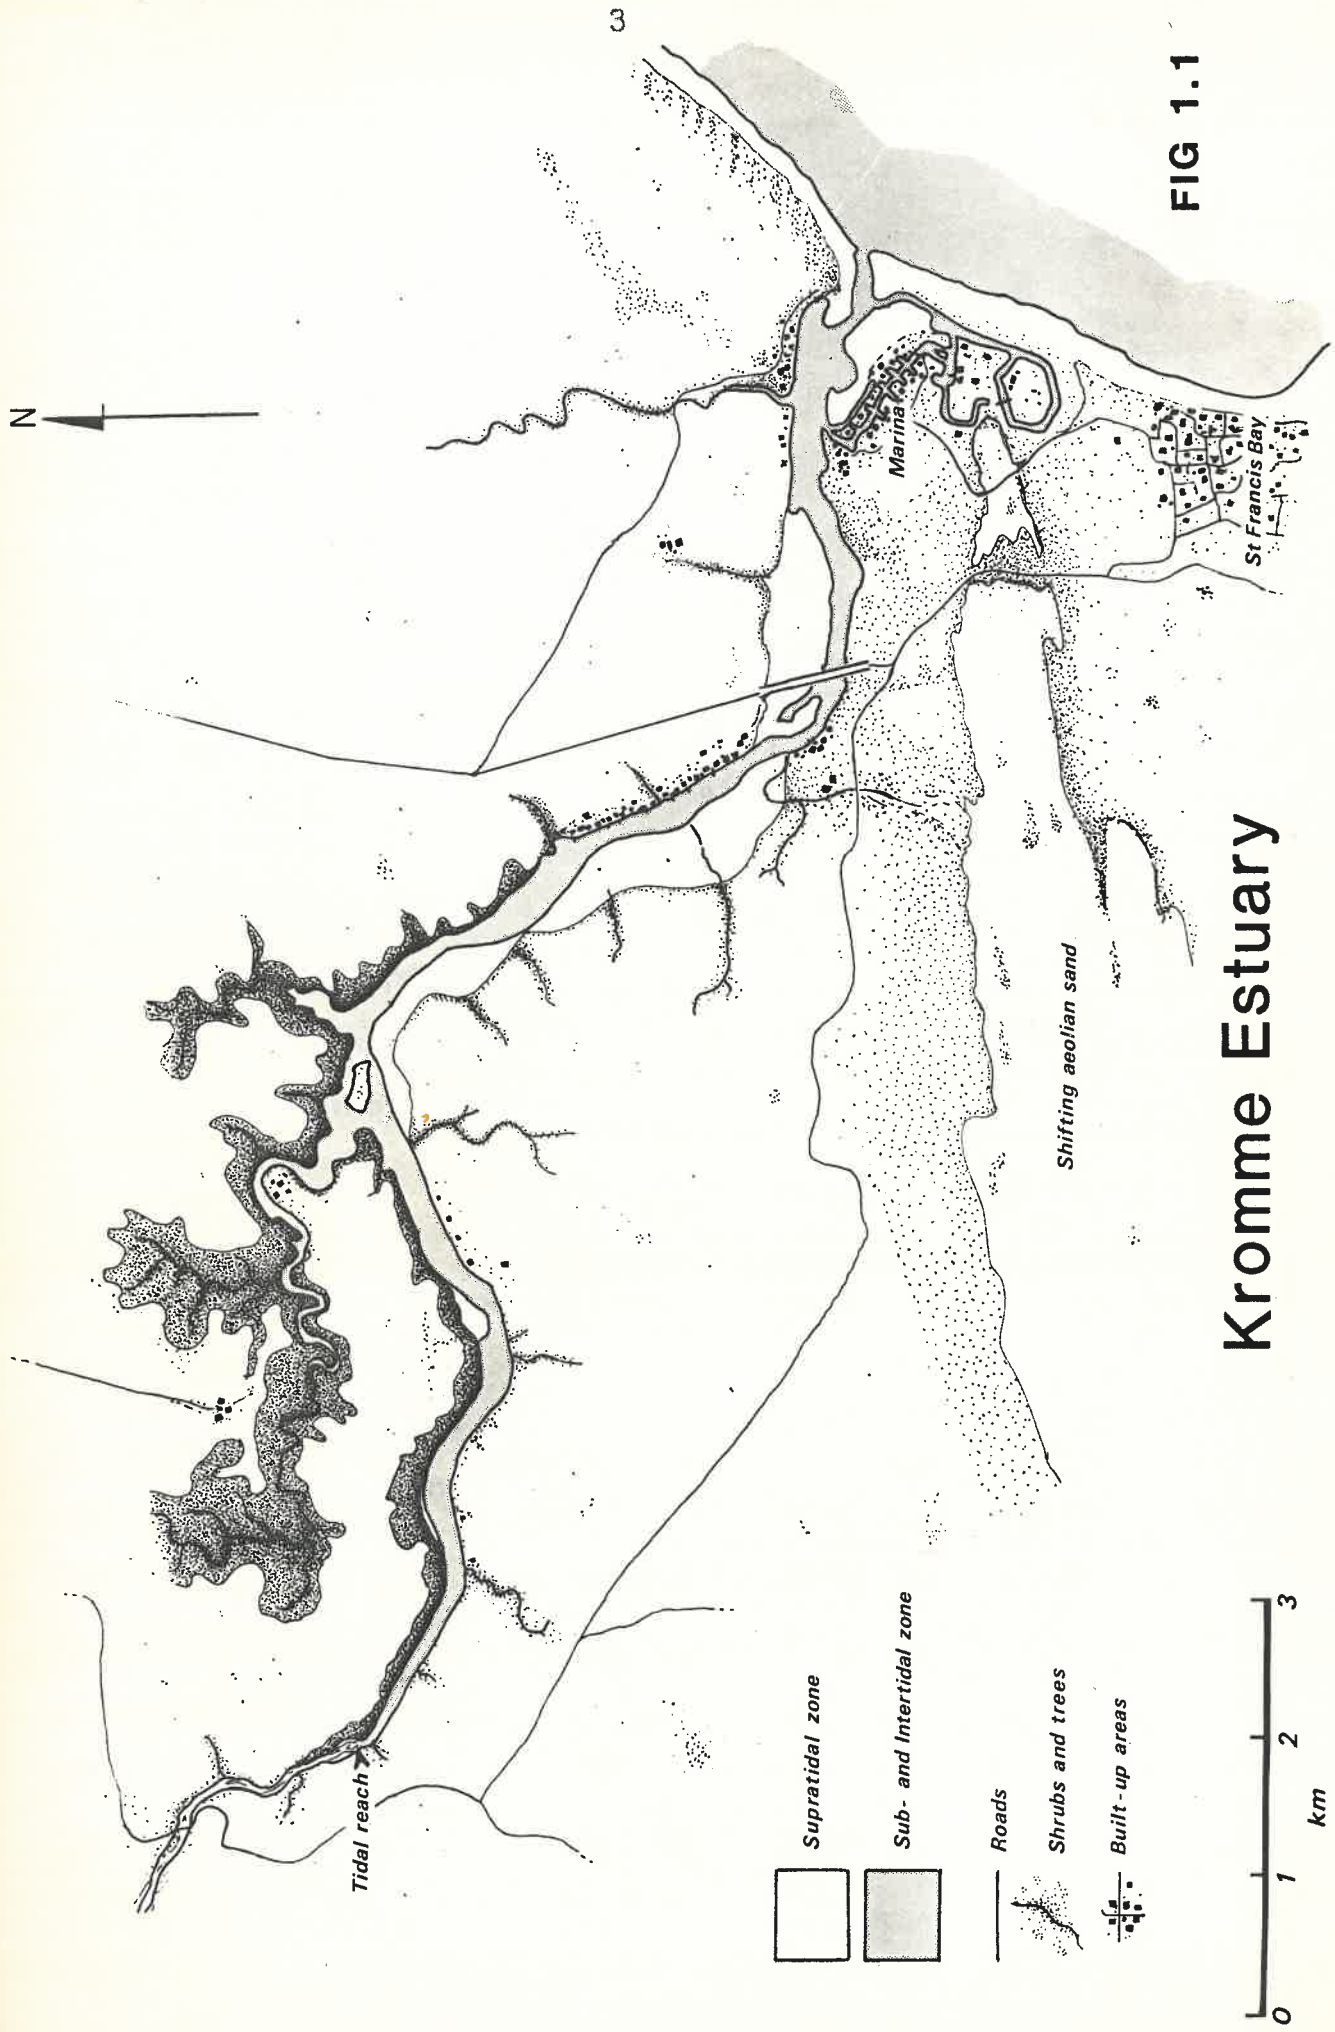 3
N
FIG 1.1
Marina
St Francis Bay
Shifting aeolian sand
Tidal reach
Kromme Estuary
Supratidal zone
Sub- and Intertidal zone
Roads
Shrubs and trees
Built-up areas
0 1 2 3
km